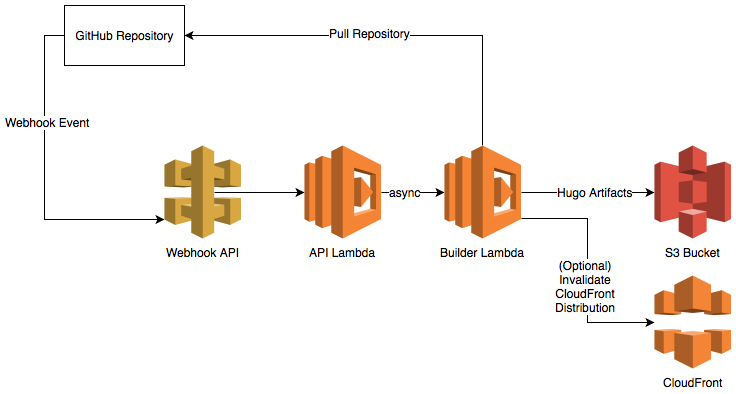 GitHub Repository
Pull Repository
Webhook Event
async
Hugo Artifacts
Webhook API
API Lambda
Builder Lambda
S3 Bucket
(Optional)
Invalidate
CloudFront
Distribution
CloudFront